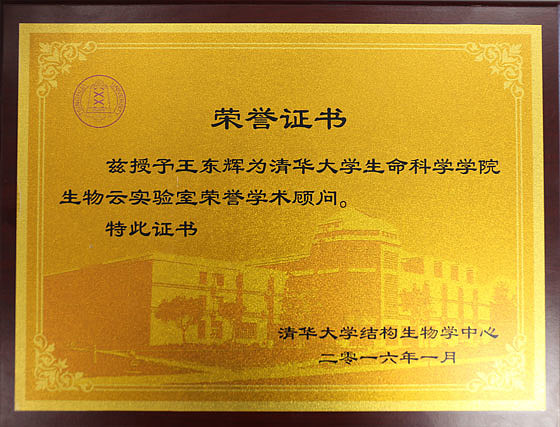 荣誉证书
兹授予王东辉为清华大学生命科学学院
生物云实验室荣誉学术顾问。
特此证书
清华大学结构生物学中心
二零一六年一月